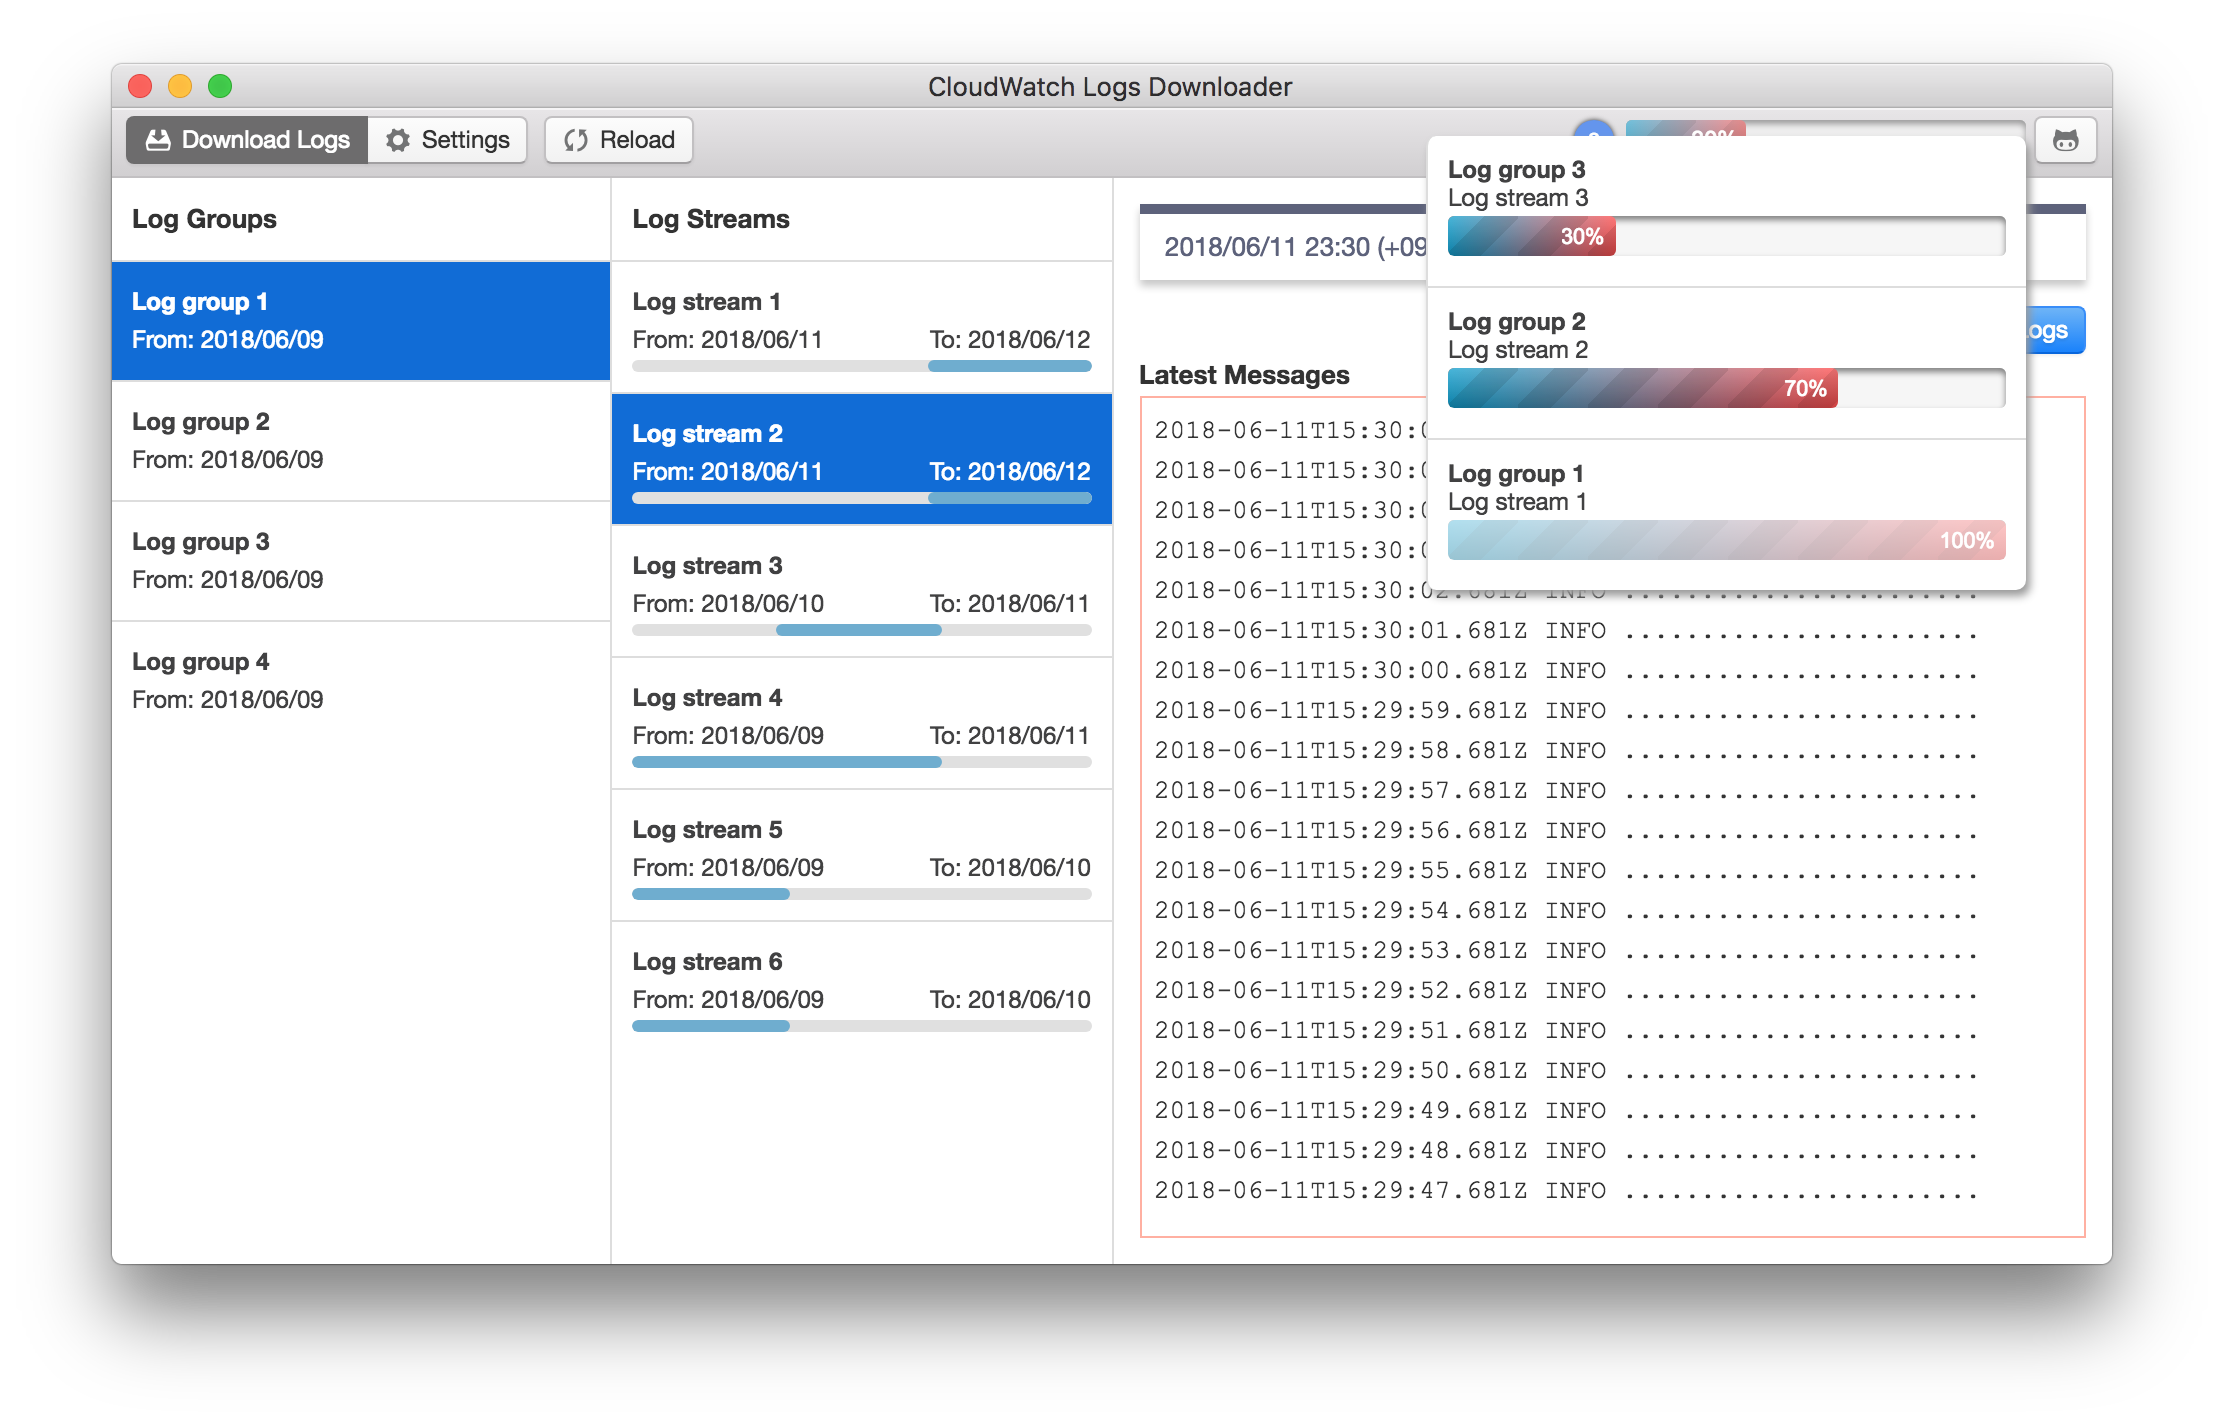 CloudWatch Logs Downloader
Download Logs
Settings
Reload
30%
Log Groups
Log group 1
From: 2018/06/09
Log group 2
From: 2018/06/09
Log group 3
From: 2018/06/09
Log group 4
From: 2018/06/09
Log Streams
Log stream 1
From: 2018/06/11 To: 2018/06/12
Log stream 2
From: 2018/06/11 To: 2018/06/12
Log stream 3
From: 2018/06/10 To: 2018/06/11
Log stream 4
From: 2018/06/09 To: 2018/06/11
Log stream 5
From: 2018/06/09 To: 2018/06/10
Log stream 6
From: 2018/06/09 To: 2018/06/10
Log group 3
Log stream 3
30%
Log group 2
Log stream 2
70%
Log group 1
Log stream 1
100%
2018/06/11 23:30 (+09
Logs
Latest Messages
2018-06-11T15:30:
2018-06-11T15:30:
2018-06-11T15:30:
2018-06-11T15:30:
2018-06-11T15:30:02.681Z INFO .......................
2018-06-11T15:30:01.681Z INFO .......................
2018-06-11T15:30:00.681Z INFO .......................
2018-06-11T15:29:59.681Z INFO .......................
2018-06-11T15:29:58.681Z INFO .......................
2018-06-11T15:29:57.681Z INFO .......................
2018-06-11T15:29:56.681Z INFO .......................
2018-06-11T15:29:55.681Z INFO .......................
2018-06-11T15:29:54.681Z INFO .......................
2018-06-11T15:29:53.681Z INFO .......................
2018-06-11T15:29:52.681Z INFO .......................
2018-06-11T15:29:51.681Z INFO .......................
2018-06-11T15:29:50.681Z INFO .......................
2018-06-11T15:29:49.681Z INFO .......................
2018-06-11T15:29:48.681Z INFO .......................
2018-06-11T15:29:47.681Z INFO .......................